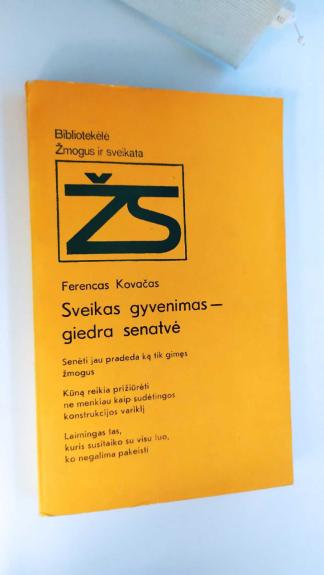 Bibliotekėlė
Žmogus ir sveikata
ŽS
Ferencas Kovačas
Sveikas gyvenimas —
giedra senatvė
Senėti jau pradeda ką tik gimęs
žmogus
Kūną reikia prižiūrėti
ne menkiau kaip sudėtingos
konstrukcijos variklį
Laimingas tas,
kuris susitaiko su visu tuo,
ko negalima pakeisti